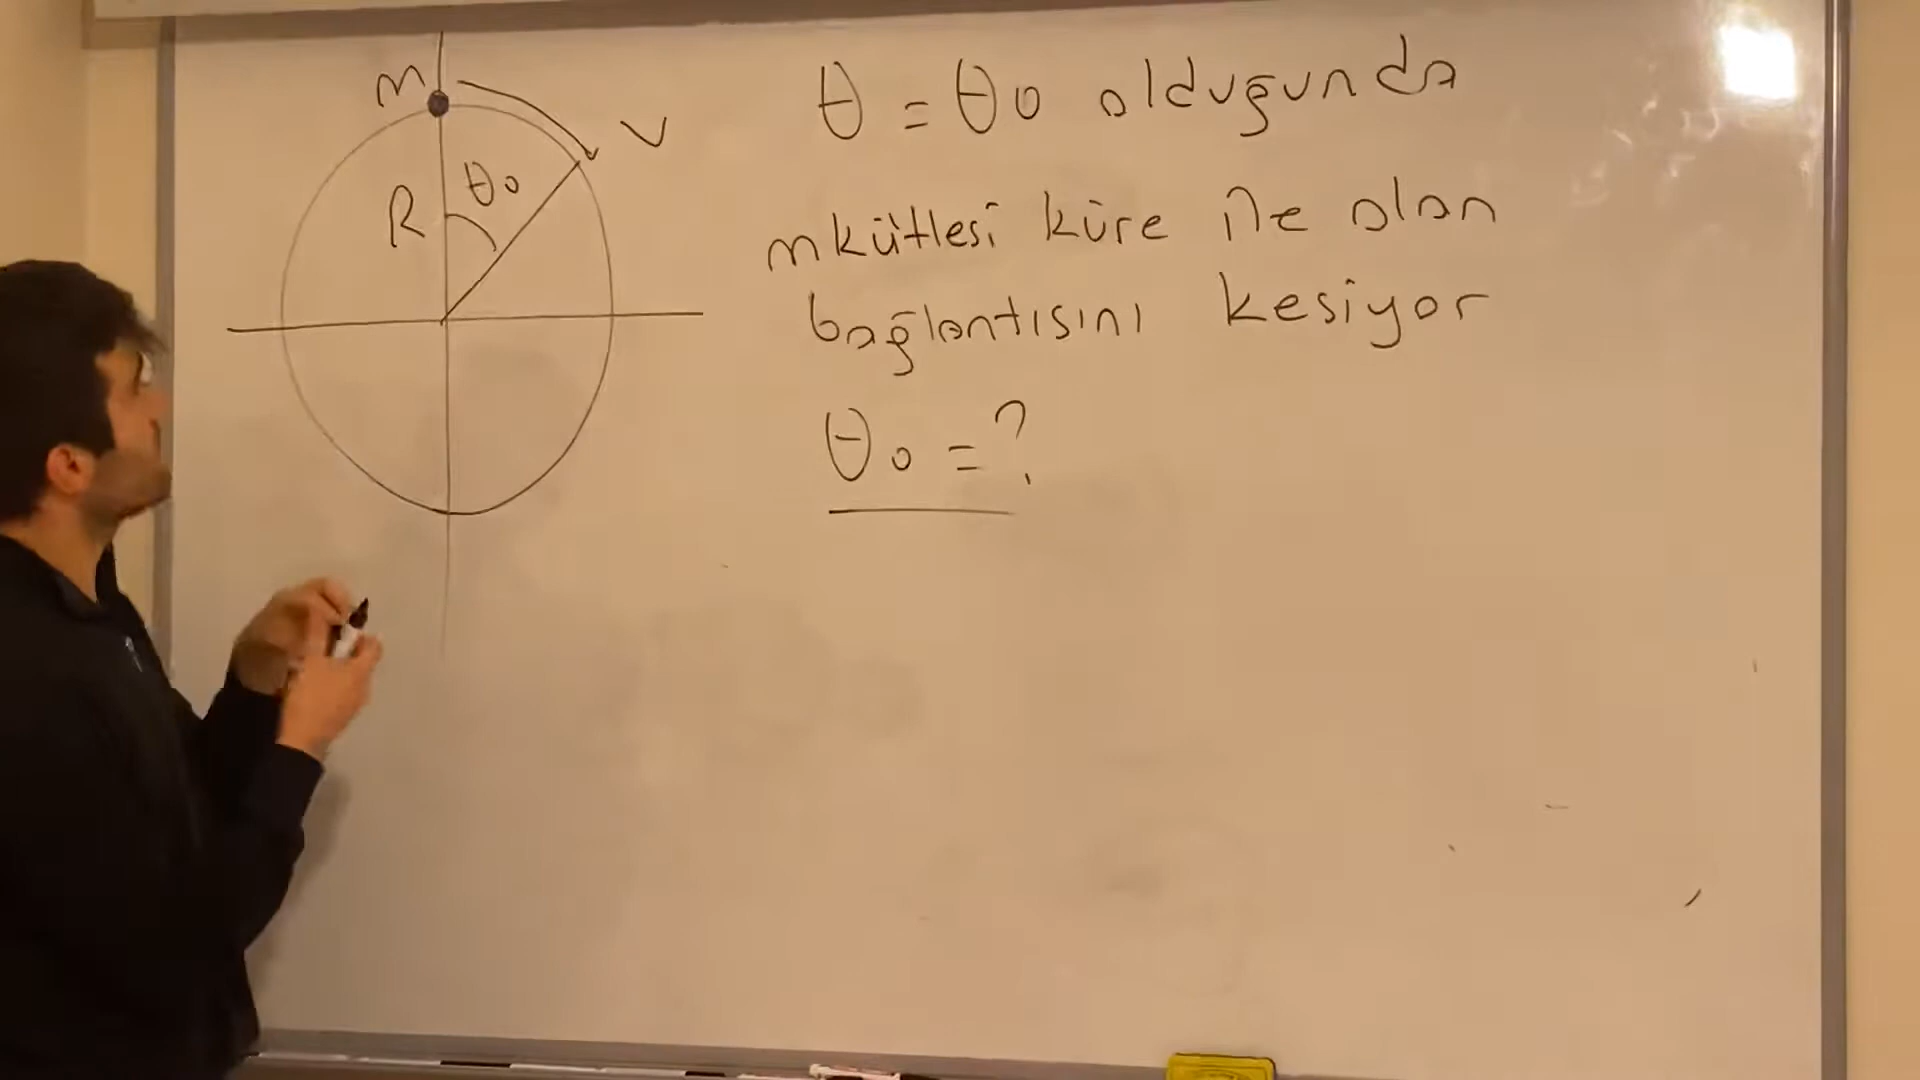 m
v
θ₀
R
θ = θ₀ olduğunda
m kütlesi küre ile olan
bağlantısını kesiyor
θ₀ = ?